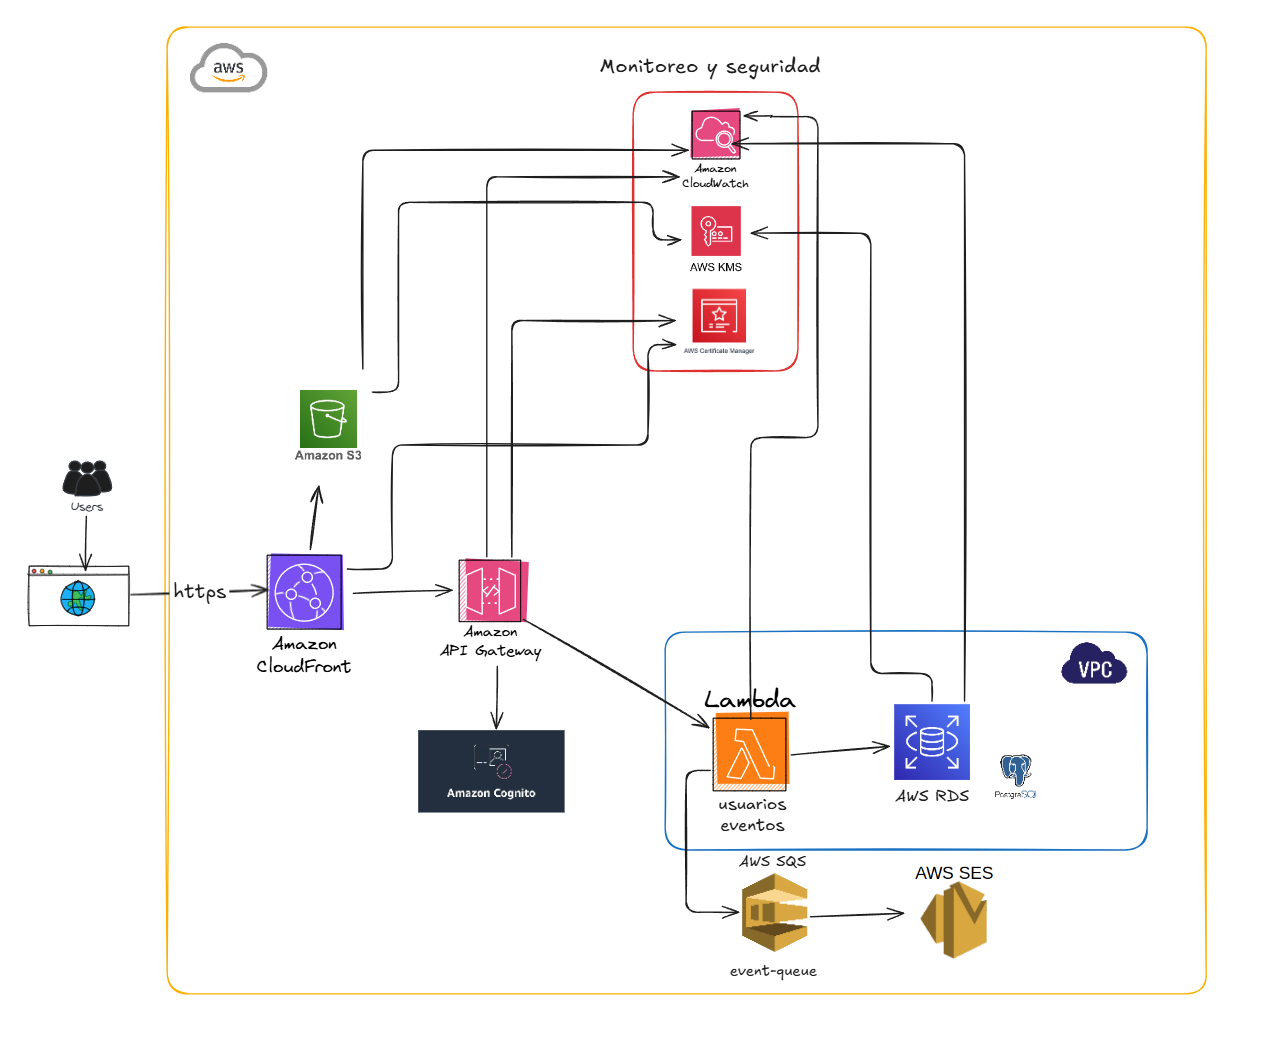 aws
Monitoreo y seguridad
Amazon
CloudWatch
AWS KMS
AWS Certificate Manager
Amazon S3
Users
https
Amazon
CloudFront
Amazon
API Gateway
Amazon Cognito
VPC
Lambda
usuarios
eventos
AWS RDS
PostgreSQL
AWS SQS
event-queue
AWS SES